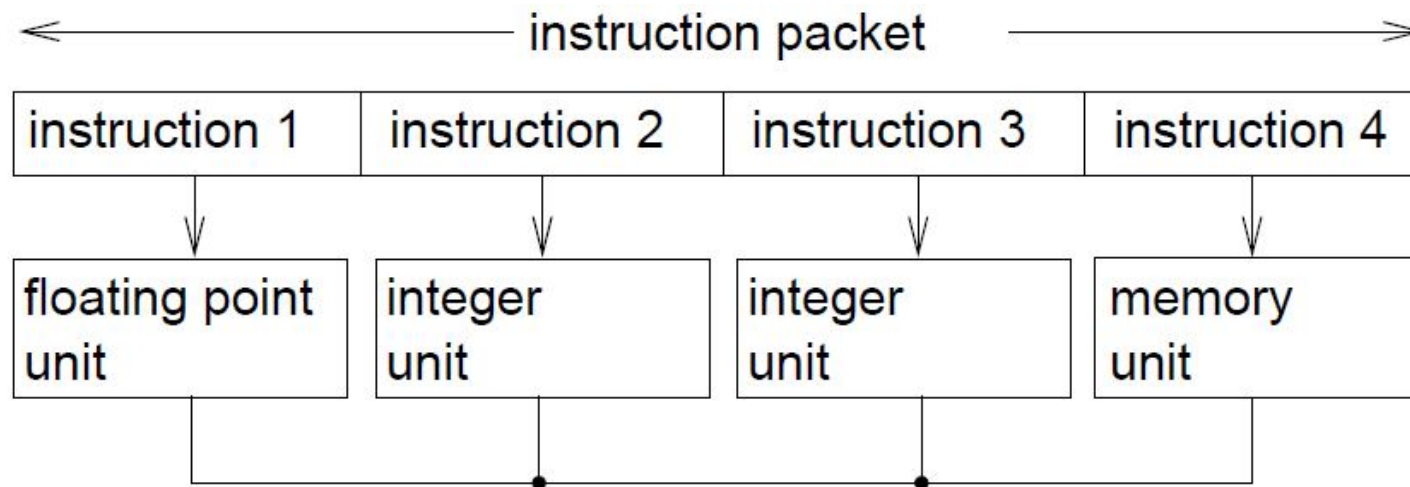 instruction packet
instruction 1 instruction 2 instruction 3 instruction 4
floating point integer integer memory
unit unit unit unit